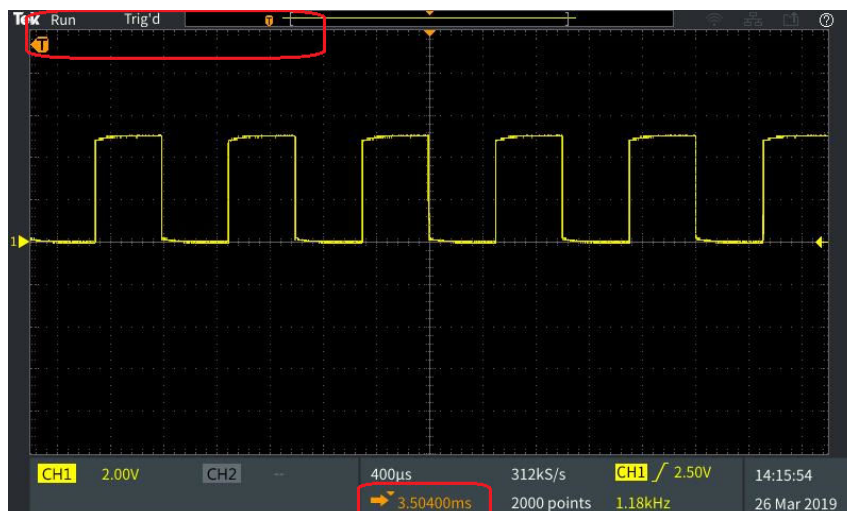 Tek Run Trig'd T
T
1
CH1 2.00V CH2 -- 400µs 312kS/s CH1 2.50V 14:15:54
3.50400ms 2000 points 1.18kHz 26 Mar 2019